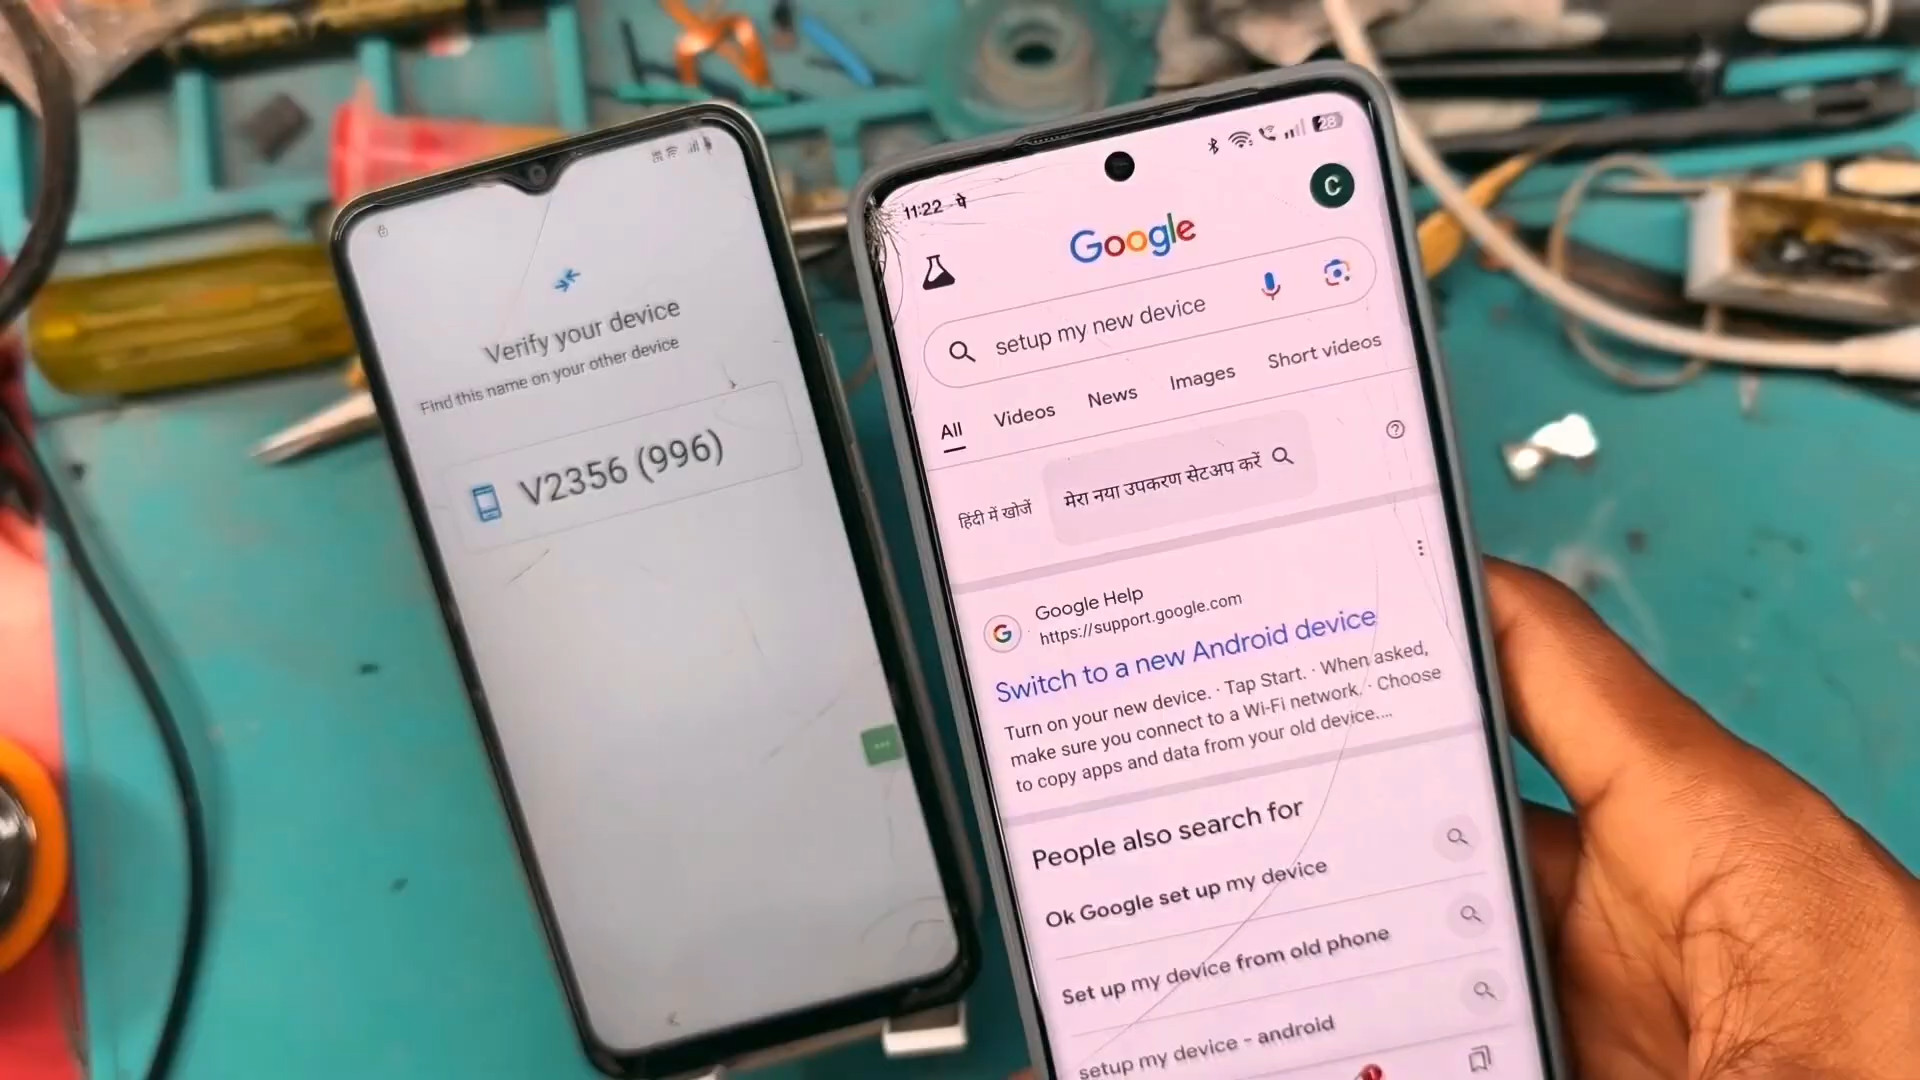 Verify your device
Find this name on your other device
V2356 (996)
11:22 पे
28
Google
C
setup my new device
All Videos News Images Short videos
हिंदी में खोजें मेरा नया उपकरण सेटअप करें
Google Help
https://support.google.com
Switch to a new Android device
Turn on your new device. · Tap Start. · When asked,
make sure you connect to a Wi-Fi network. · Choose
to copy apps and data from your old device....
People also search for
Ok Google set up my device
Set up my device from old phone
setup my device - android
1